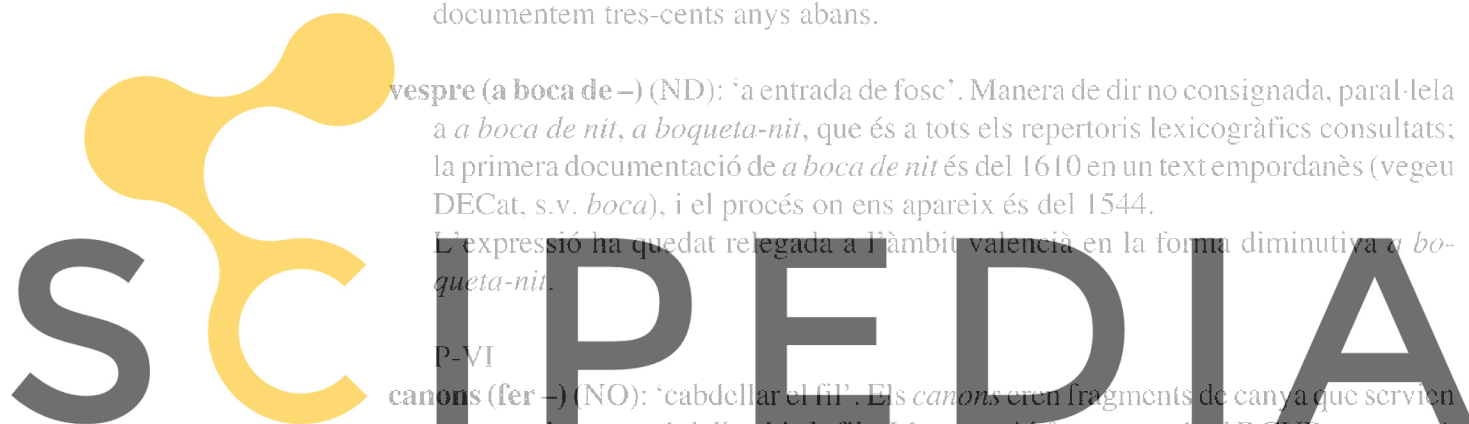 documentem tres-cents anys abans.
vespre (a boca de –) (ND): ‘a entrada de fosc’. Manera de dir no consignada, paral·lela
a a boca de nit, a boqueta-nit, que és a tots els repertoris lexicogràfics consultats;
la primera documentació de a boca de nit és del 1610 en un text empordanès (vegeu
DECat, s.v. boca), i el procés on ens apareix és del 1544.
L’expressió ha quedat relegada a l’àmbit valencià en la forma diminutiva a bo-
queta-nit.
SCIPEDIA
P-VI
canons (fer –) (NO): ‘cabdellar el fil’. Els canons eren fragments de canya que servien